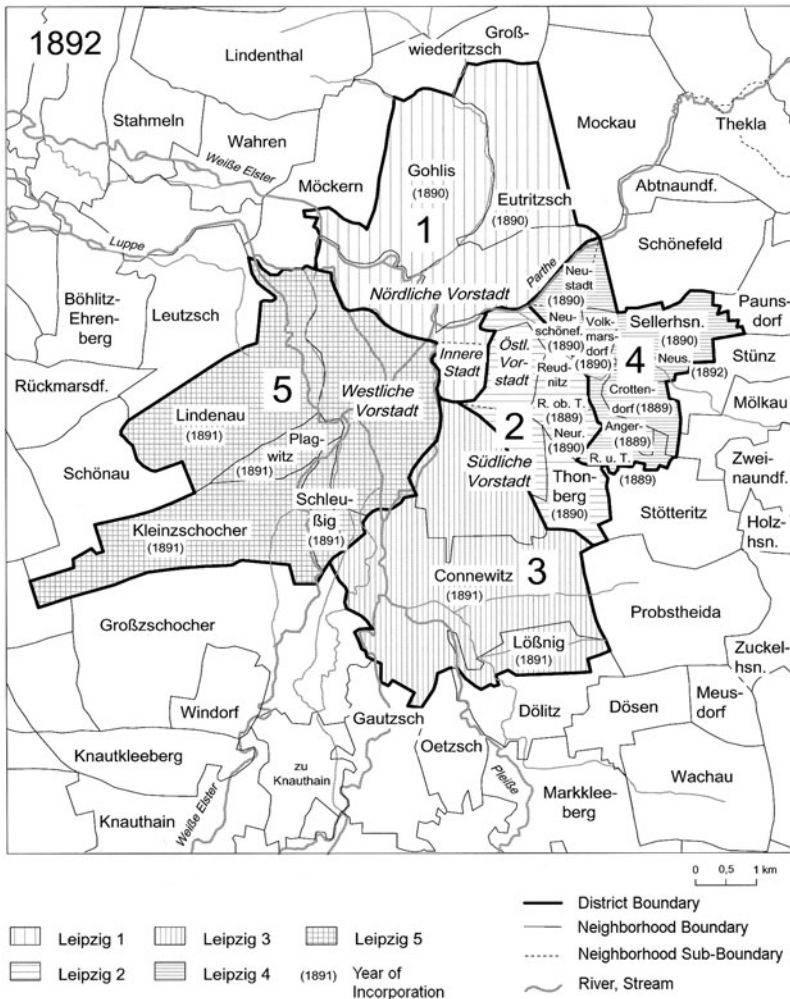 1892
Lindenthal
Groß-
wiederitzsch
Stahmeln
Wahren
Weiße Elster
Möckern
Mockau
Thekla
Gohlis
(1890)
Eutritzsch
(1890)
1
Abtnaundf.
Luppe
Parthe
Schönefeld
Böhlitz-
Ehren-
berg
Leutzsch
Nördliche Vorstadt
Neu-
stadt
(1890)
Neu-
schönef.
(1890)
Volk-
marsdorf
(1890)
Sellerhsn.
(1890)
Neus.
(1892)
Pauns-
dorf
Stünz
4
Innere
Stadt
Östl.
Vor-
stadt
Reud-
nitz
Rückmarsdf.
5
Westliche
Vorstadt
Crotten-
dorf (1889)
Mölkau
Lindenau
(1891)
R. ob. T.
(1889)
2
Neur.
(1890)
Anger-
(1889)
R. u. T.
(1889)
Plag-
witz
(1891)
Schönau
Südliche
Vorstadt
Thon-
berg
(1890)
Zwei-
naundf.
Schleu-
ßig
(1891)
Kleinzschocher
(1891)
Stötteritz
Holz-
hsn.
Connewitz
(1891)
3
Großzschocher
Probstheida
Lößnig
(1891)
Zuckel-
hsn.
Windorf
Gautzsch
Dölitz
Dösen
Meus-
dorf
Knautkleeberg
zu
Knauthain
Oetzsch
Pleiße
Wachau
Knauthain
Weiße Elster
Markklee-
berg
0 0,5 1 km
Leipzig 1
Leipzig 3
Leipzig 5
Leipzig 2
Leipzig 4
(1891) Year of
Incorporation
District Boundary
Neighborhood Boundary
Neighborhood Sub-Boundary
River, Stream